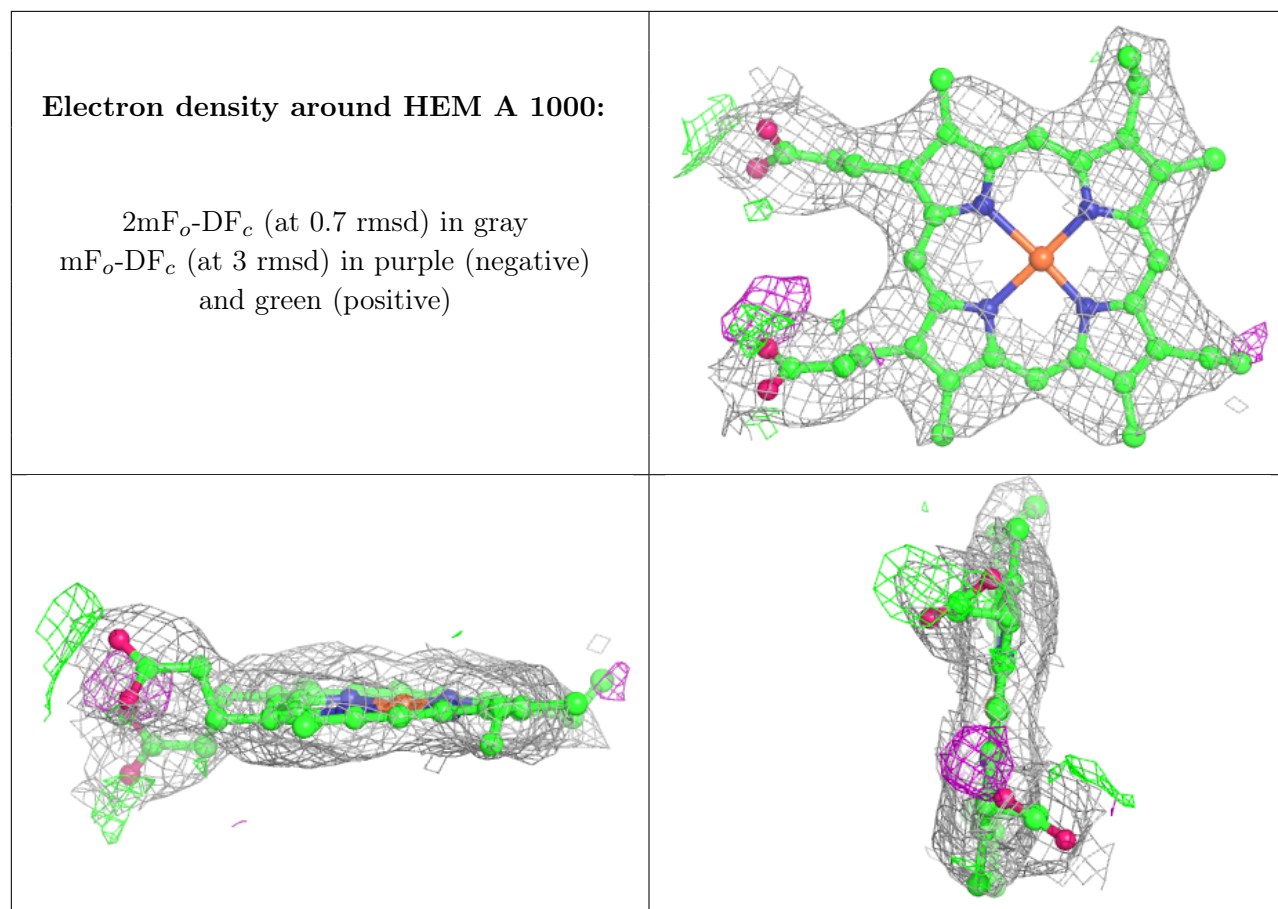 Electron density around HEM A 1000:
2mFo-DFc (at 0.7 rmsd) in gray
mFo-DFc (at 3 rmsd) in purple (negative)
and green (positive)